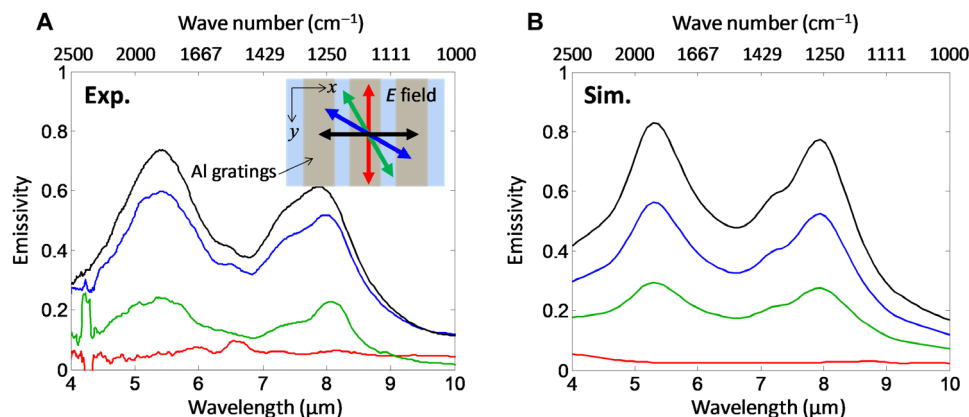 A
Wave number (cm⁻¹)
2500 2000 1667 1429 1250 1111 1000
1
0.8
0.6
0.4
0.2
0
Emissivity
Exp.
x
y
E field
Al gratings
4 5 6 7 8 9 10
Wavelength (μm)
B
Wave number (cm⁻¹)
2500 2000 1667 1429 1250 1111 1000
1
0.8
0.6
0.4
0.2
0
Emissivity
Sim.
4 5 6 7 8 9 10
Wavelength (μm)